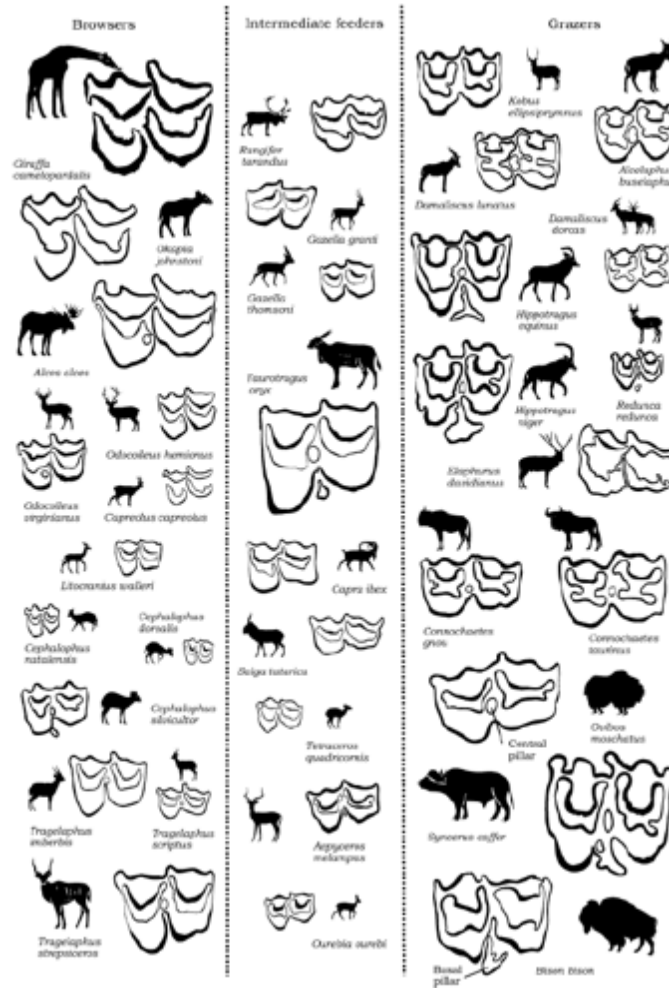 Browsers
Giraffa
camelopardalis
Okapia
johnstoni
Alces alces
Odocoileus hemionus
Odocoileus
virginianus
Capreolus capreolus
Litocranius walleri
Cephalophus
natalensis
Cephalophus
dorsalis
Cephalophus
silvicultor
Tragelaphus
imberbis
Tragelaphus
scriptus
Tragelaphus
strepsiceros
Intermediate feeders
Rangifer
tarandus
Gazella granti
Gazella
thomsoni
Taurotragus
oryx
Capra ibex
Saiga tatarica
Tetracerus
quadricornis
Aepyceros
melampus
Ourebia ourebi
Grazers
Kobus
ellipsiprymnus
Alcelaphus
buselaphus
Damaliscus lunatus
Damaliscus
dorcas
Hippotragus
equinus
Hippotragus
niger
Redunca
redunca
Elaphurus
davidianus
Connochaetes
gnou
Connochaetes
taurinus
Central
pillar
Ovibos
moschatus
Syncerus caffer
Basal
pillar
Bison bison